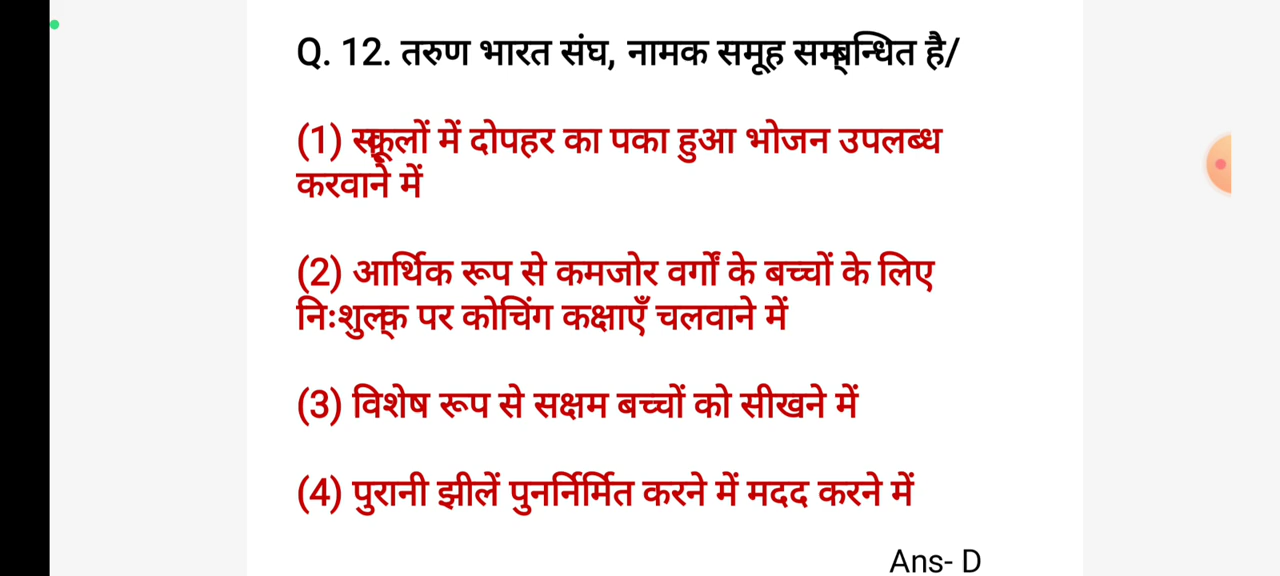 Q. 12. तरुण भारत संघ, नामक समूह सम्बन्धित है/
(1) स्कूलों में दोपहर का पका हुआ भोजन उपलब्ध
करवाने में
(2) आर्थिक रूप से कमजोर वर्गों के बच्चों के लिए
निःशुल्क पर कोचिंग कक्षाएँ चलवाने में
(3) विशेष रूप से सक्षम बच्चों को सीखने में
(4) पुरानी झीलें पुनर्निर्मित करने में मदद करने में
Ans- D